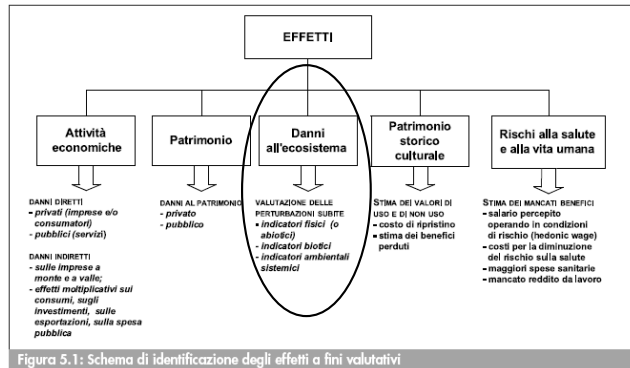 EFFETTI
Attività
economiche
Patrimonio
Danni
all'ecosistema
Patrimonio
storico
culturale
Rischi alla salute
e alla vita umana
DANNI DIRETTI
- privati (imprese e/o
consumatori)
- pubblici (servizi)
DANNI INDIRETTI
- sulle imprese a
monte e a valle;
- effetti moltiplicativi sui
consumi, sugli
investimenti, sulle
esportazioni, sulla spesa
pubblica
DANNI AL PATRIMONIO
- privato
- pubblico
VALUTAZIONE DELLE
PERTURBAZIONI SUBITE
- indicatori fisici (o
abiotici)
- indicatori biotici
- indicatori ambientali
sistemici
STIMA DEI VALORI DI
USO E DI NON USO
- costo di ripristino
- stima dei benefici
perduti
STIMA DEI MANCATI BENEFICI
- salario percepito
operando in condizioni
di rischio (hedonic wage)
- costi per la diminuzione
del rischio sulla salute
- maggiori spese sanitarie
- mancato reddito da lavoro
Figura 5.1: Schema di identificazione degli effetti a fini valutativi